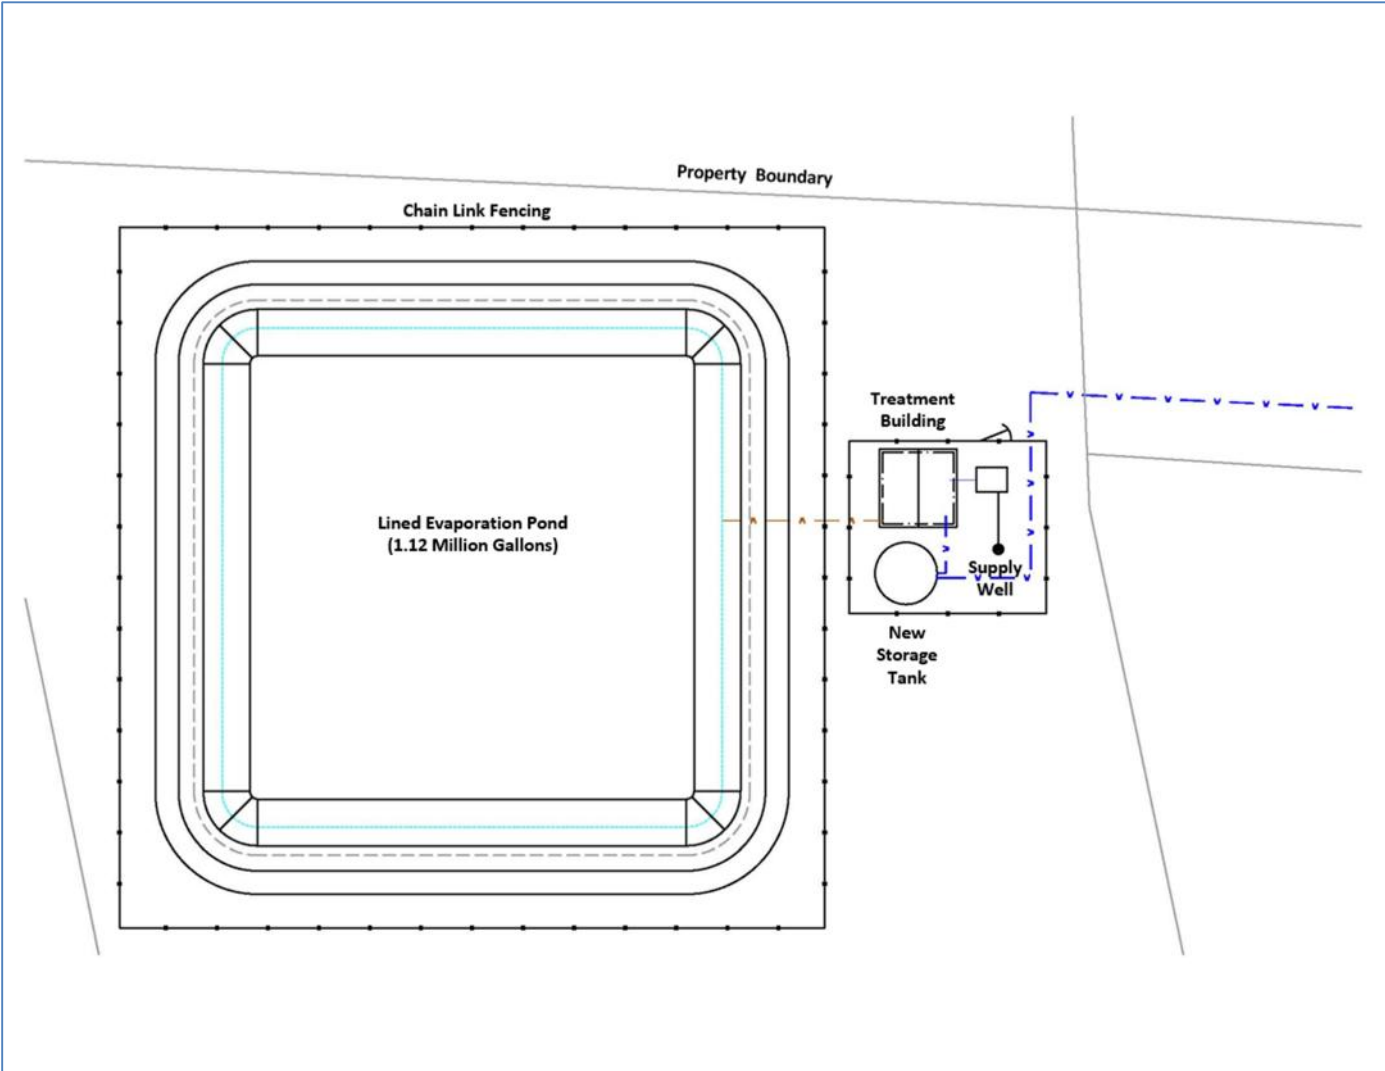 Property Boundary
Chain Link Fencing
Treatment
Building
Lined Evaporation Pond
(1.12 Million Gallons)
Supply
Well
New
Storage
Tank